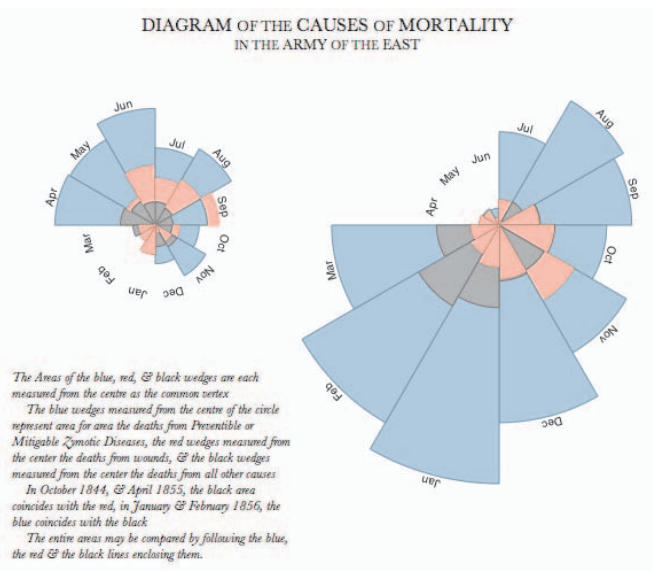 DIAGRAM OF THE CAUSES OF MORTALITY
IN THE ARMY OF THE EAST
Apr
May
Jun
Jul
Aug
Sep
Oct
Nov
Dec
Jan
Feb
Mar
Apr
May
Jun
Jul
Aug
Sep
Oct
Nov
Dec
Jan
Feb
Mar
The Areas of the blue, red, & black wedges are each
measured from the centre as the common vertex
The blue wedges measured from the centre of the circle
represent area for area the deaths from Preventible or
Mitigable Zymotic Diseases, the red wedges measured from
the center the deaths from wounds, & the black wedges
measured from the center the deaths from all other causes
In October 1844, & April 1855, the black area
coincides with the red, in January & February 1856, the
blue coincides with the black
The entire areas may be compared by following the blue,
the red & the black lines enclosing them.